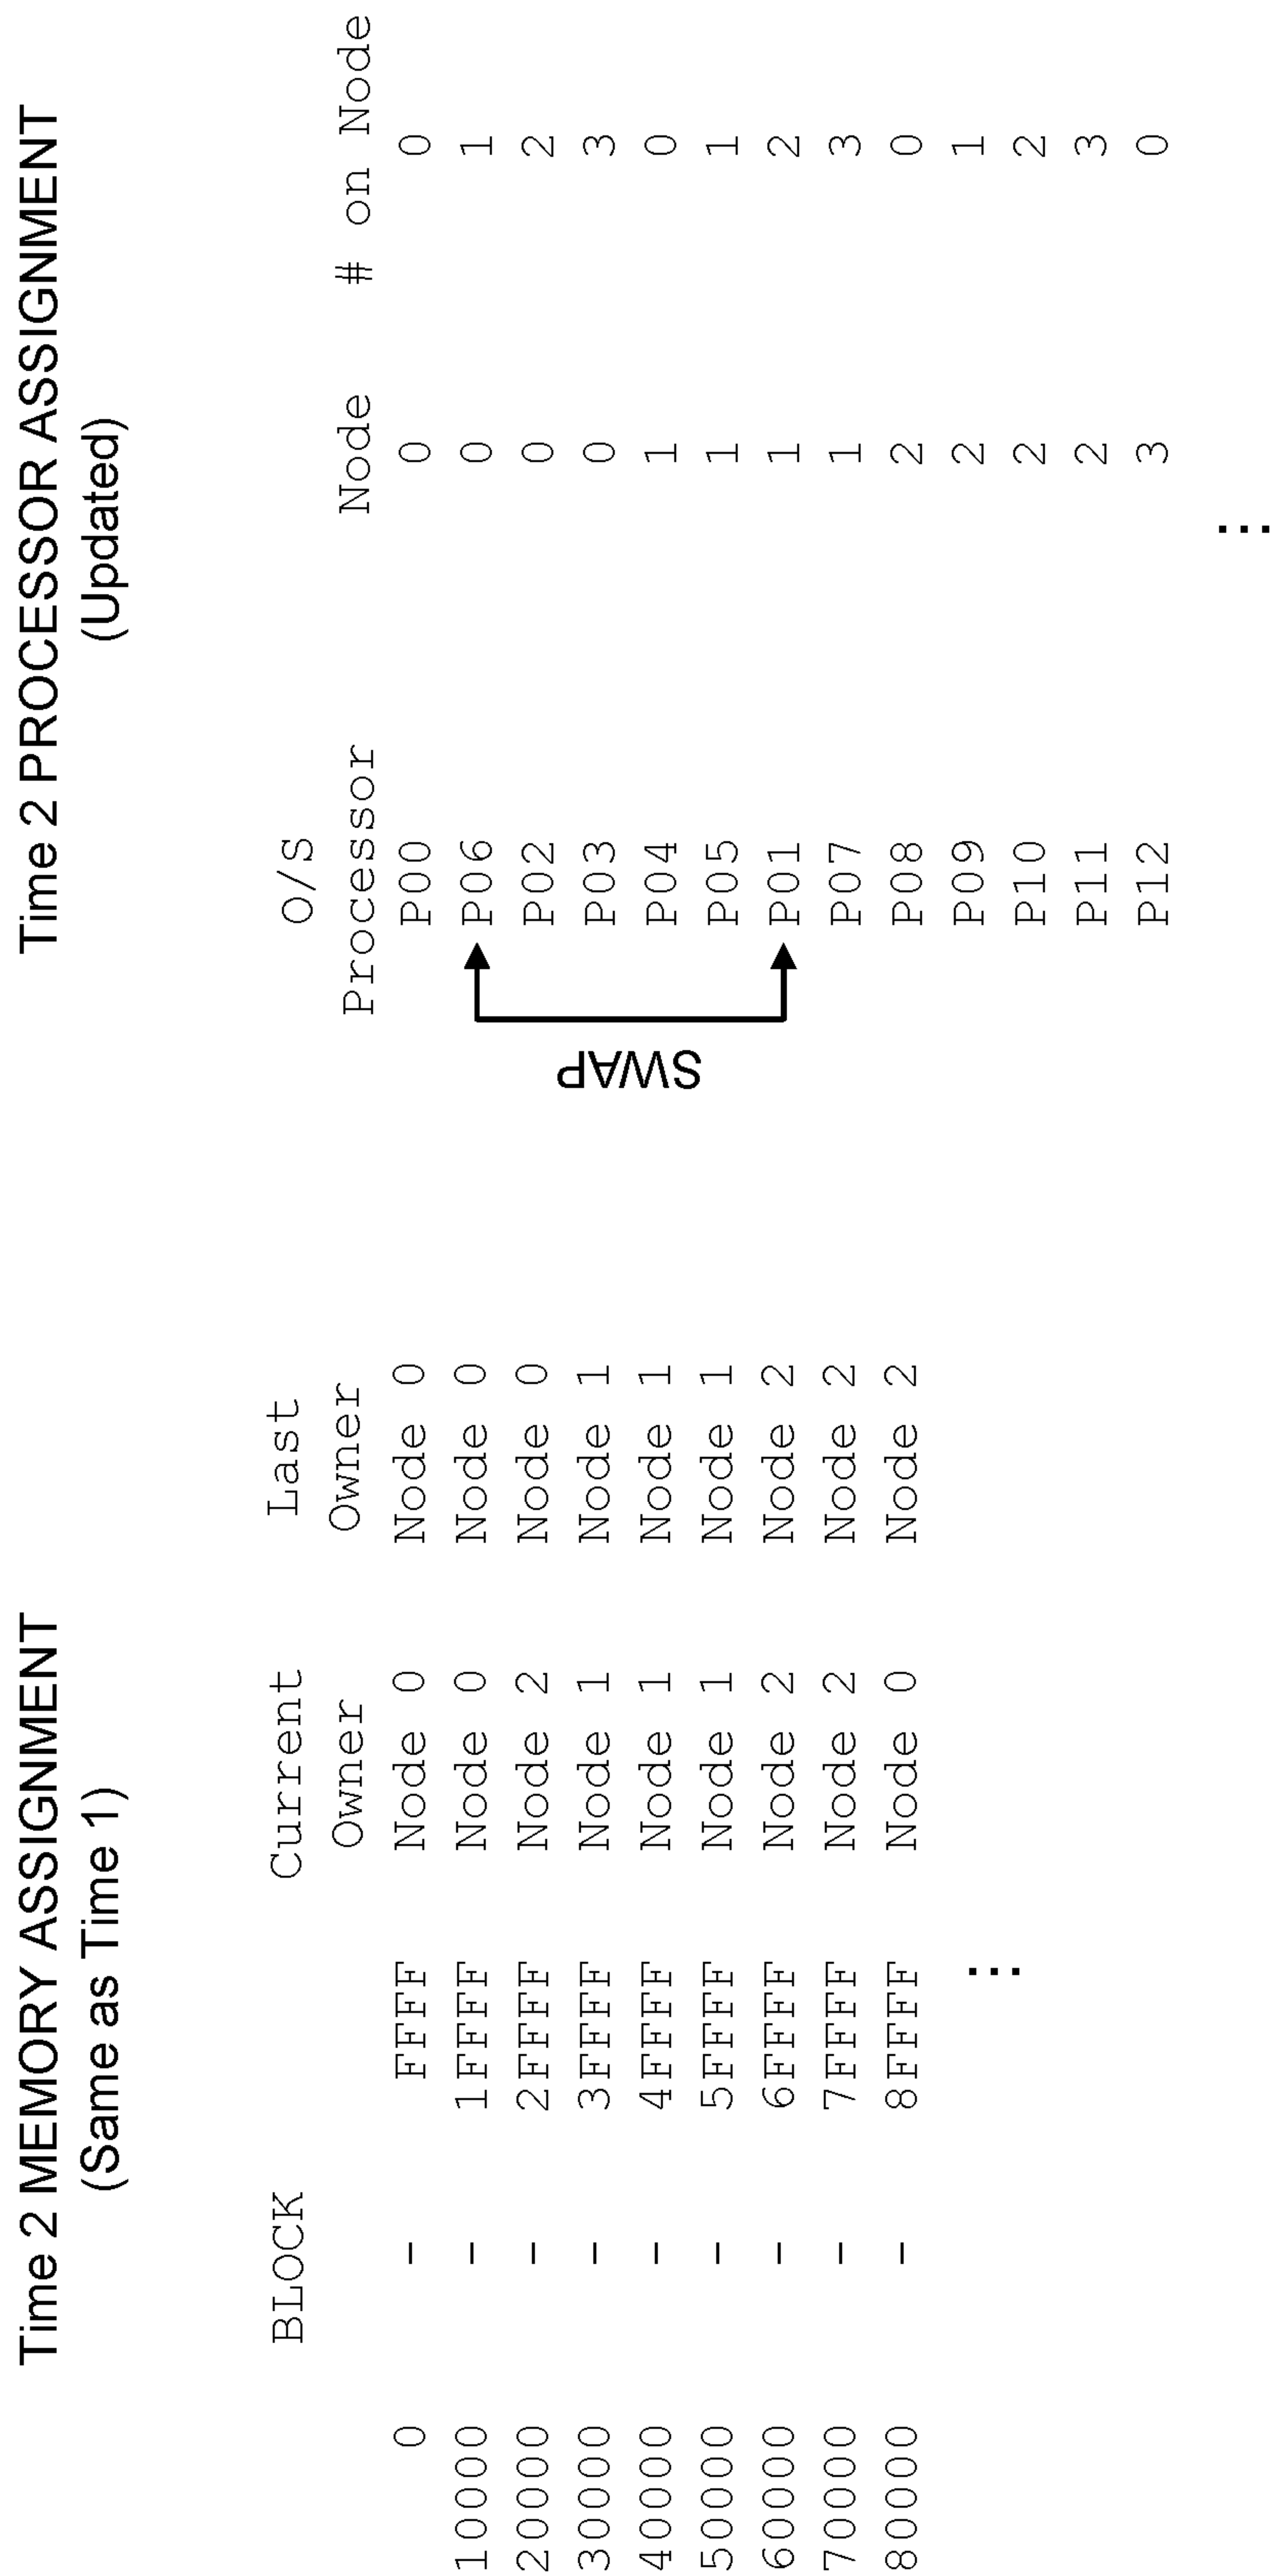 Time 2 MEMORY ASSIGNMENT
(Same as Time 1)
BLOCK Current Last
Owner Owner
0 - FFFF Node 0 Node 0
10000 - 1FFFF Node 0 Node 0
20000 - 2FFFF Node 2 Node 0
30000 - 3FFFF Node 1 Node 1
40000 - 4FFFF Node 1 Node 1
50000 - 5FFFF Node 1 Node 1
60000 - 6FFFF Node 2 Node 2
70000 - 7FFFF Node 2 Node 2
80000 - 8FFFF Node 0 Node 2
...
Time 2 PROCESSOR ASSIGNMENT
(Updated)
O/S
Processor Node # on Node
P00 0 0
P06 0 1
P02 0 2
P03 0 3
P04 1 0
P05 1 1
P01 1 2
P07 1 3
P08 2 0
P09 2 1
P10 2 2
P11 2 3
P12 3 0
...
SWAP